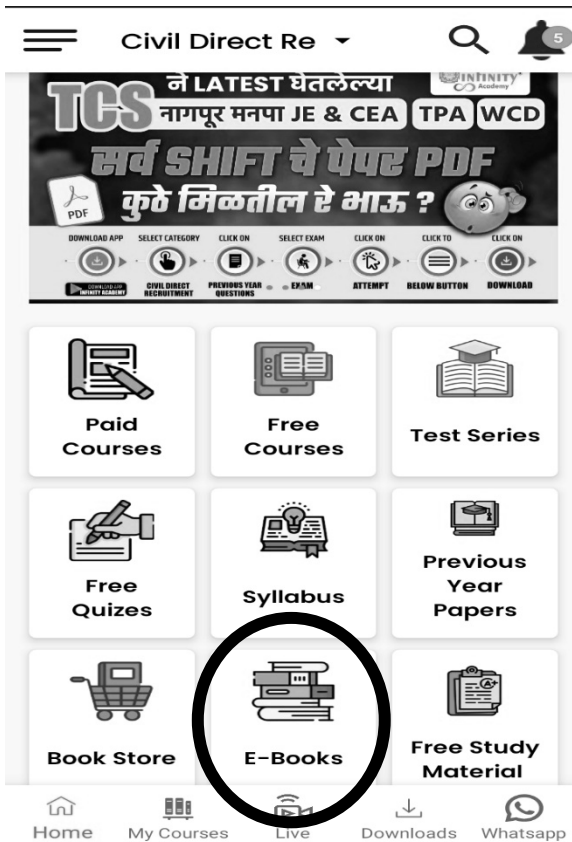 Civil Direct Re
5
TCS ने LATEST घेतलेल्या
INFINITY
Academy
नागपूर मनपा JE & CEA TPA WCD
सर्व SHIFT चे पेपर PDF
PDF
कुठे मिळतील रे भाऊ ?
DOWNLOAD APP SELECT CATEGORY CLICK ON SELECT EXAM CLICK ON CLICK TO CLICK ON
DOWNLOAD APP
INFINITY ACADEMY
CIVIL DIRECT
RECRUITMENT
PREVIOUS YEAR
QUESTIONS
EXAM
ATTEMPT
BELOW BUTTON
DOWNLOAD
Paid
Courses
Free
Courses
Test Series
Free
Quizes
Syllabus
Previous
Year
Papers
Book Store
E-Books
Free Study
Material
Home My Courses Live Downloads Whatsapp